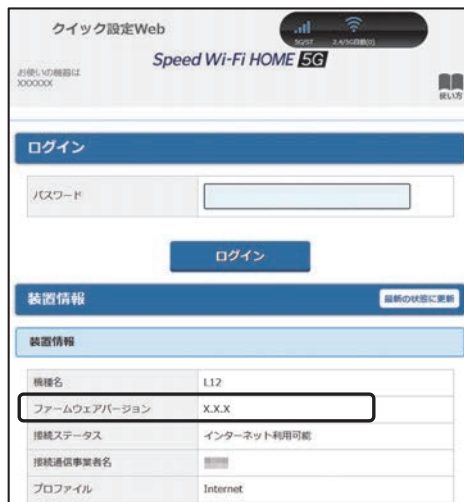 クイック設定Web
5G/ST 2.4/5G自動(0)
お使いの機器は
XXXXXX
Speed Wi-Fi HOME 5G
使い方
ログイン
パスワード
ログイン
装置情報 最新の状態に更新
装置情報
機種名 L12
ファームウェアバージョン X.X.X
接続ステータス インターネット利用可能
接続通信事業者名
プロファイル Internet